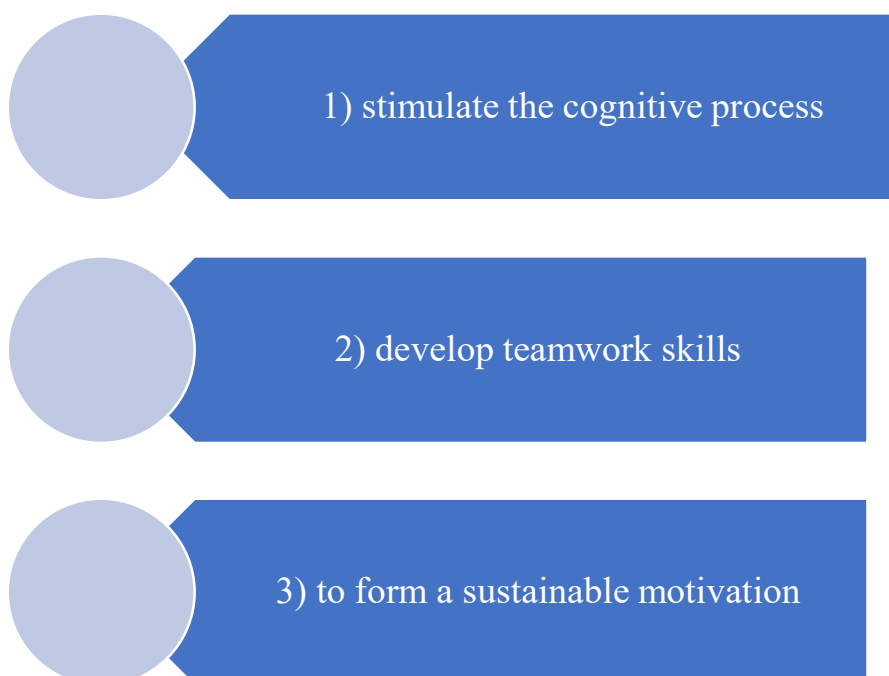 1) stimulate the cognitive process
2) develop teamwork skills
3) to form a sustainable motivation